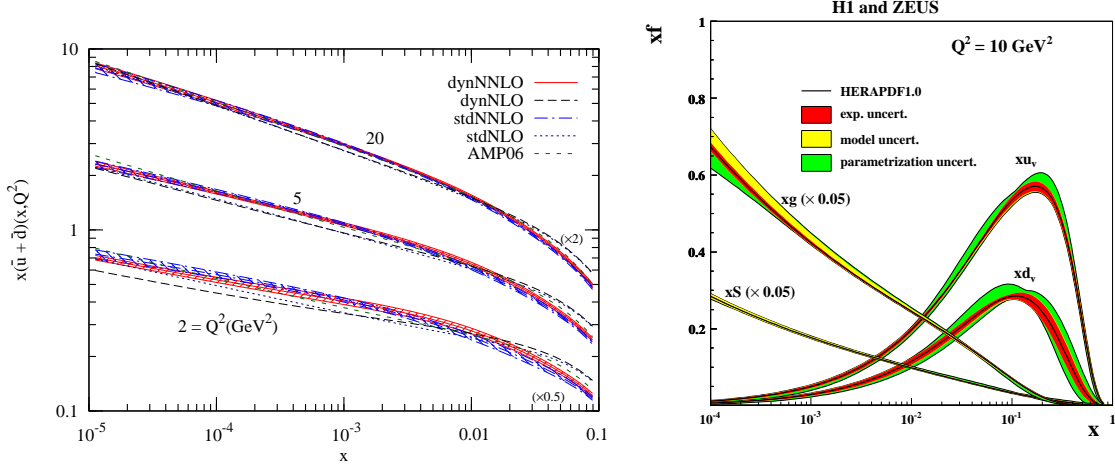 10
1
0.1
x(ū + d̄)(x,Q²)
dynNNLO
dynNLO
stdNNLO
stdNLO
AMP06
20
5
(×2)
2 = Q²(GeV²)
(×0.5)
10⁻⁵ 10⁻⁴ 10⁻³ 0.01 0.1
x
H1 and ZEUS
xf
1
0.8
0.6
0.4
0.2
Q² = 10 GeV²
HERAPDF1.0
exp. uncert.
model uncert.
parametrization uncert.
xuᵥ
xg (× 0.05)
xdᵥ
xS (× 0.05)
10⁻⁴ 10⁻³ 10⁻² 10⁻¹ 1
x